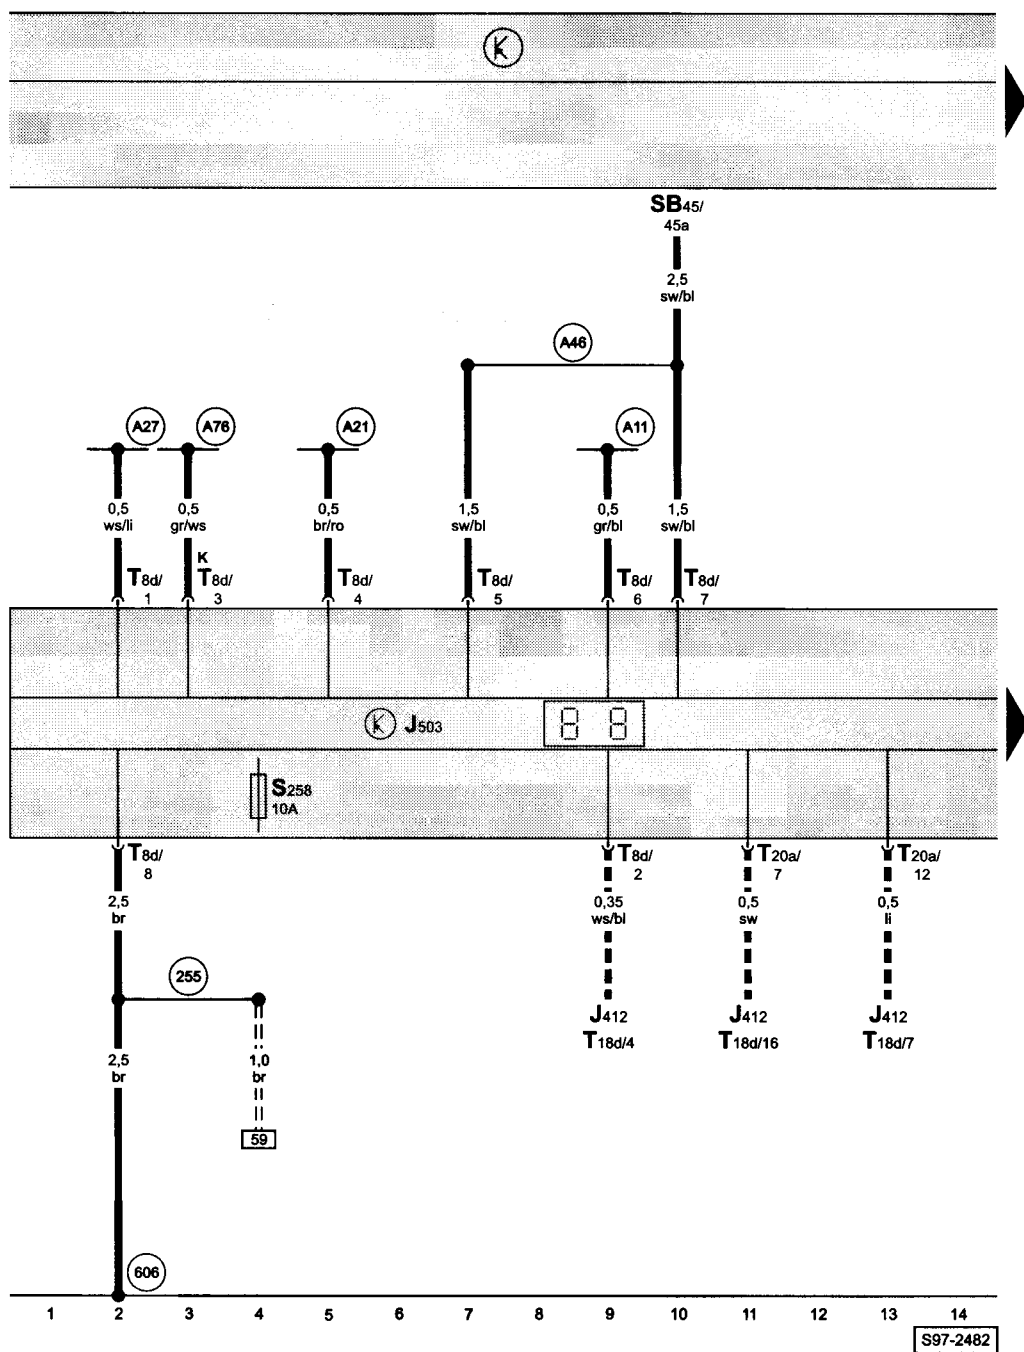 K
SB45/
45a
2,5
sw/bl
A46
A27
A76
A21
A11
0,5
ws/li
0,5
gr/ws
0,5
br/ro
1,5
sw/bl
0,5
gr/bl
1,5
sw/bl
K
T8d/
1
T8d/
3
T8d/
4
T8d/
5
T8d/
6
T8d/
7
K J503
8 8
S258
10A
T8d/
8
T8d/
2
T20a/
7
T20a/
12
2,5
br
0,35
ws/bl
0,5
sw
0,5
li
255
J412
T18d/4
J412
T18d/16
J412
T18d/7
2,5
br
1,0
br
59
606
1 2 3 4 5 6 7 8 9 10 11 12 13 14
S97-2482